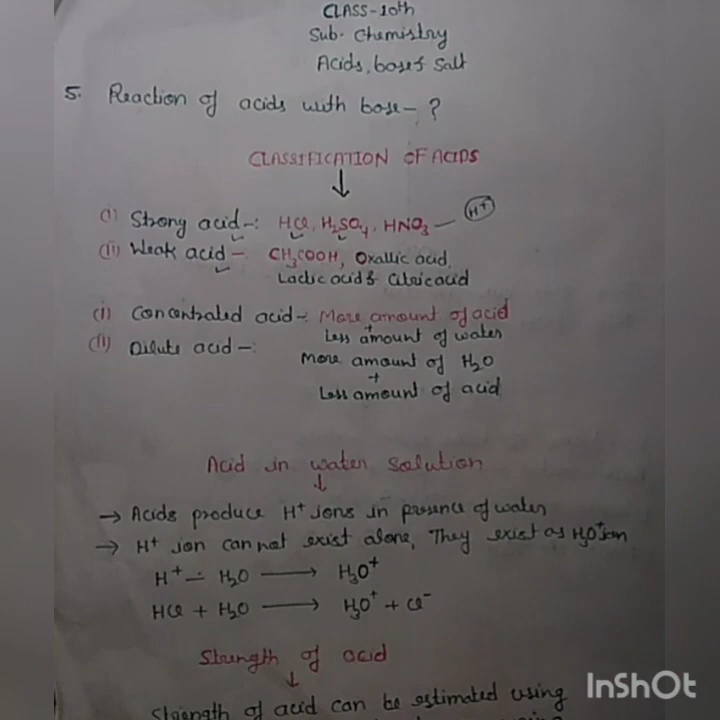 CLASS-10th
Sub. Chemistry
Acids, bases Salt
5. Reaction of acids with base - ?
CLASSIFICATION OF ACIDS
↓
(i) Strong acid -: HCl, H₂SO₄, HNO₃ — H⁺
(ii) Weak acid -: CH₃COOH, Oxallic acid,
Lactic acid & Citric acid
(i) Concentrated acid -: More amount of acid
+
Less amount of water
(ii) Dilute acid -: More amount of H₂O
+
Less amount of acid
Acid in water solution
↓
→ Acids produce H⁺ ions in presence of water
→ H⁺ ion cannot exist alone, They exist as H₃O⁺ ion
H⁺ - H₂O → H₃O⁺
HCl + H₂O → H₃O⁺ + Cl⁻
Strength of acid
↓
Strength of acid can be estimated using
InShOt